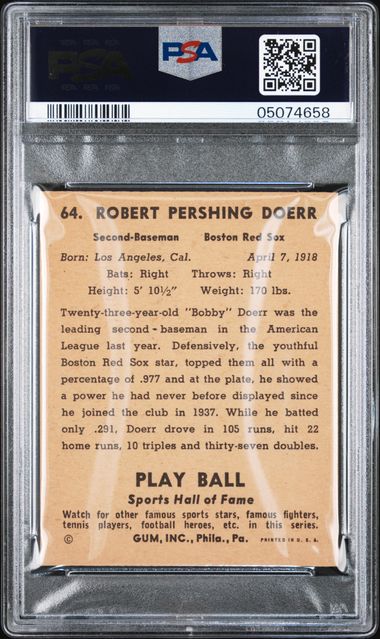 PSA
PSA
05074658
64. ROBERT PERSHING DOERR
Second-Baseman Boston Red Sox
Born: Los Angeles, Cal. April 7, 1918
Bats: Right Throws: Right
Height: 5' 10½" Weight: 170 lbs.
Twenty-three-year-old "Bobby" Doerr was the
leading second-baseman in the American
League last year. Defensively, the youthful
Boston Red Sox star, topped them all with a
percentage of .977 and at the plate, he showed
a power he had never before displayed since
he joined the club in 1937. While he batted
only .291, Doerr drove in 105 runs, hit 22
home runs, 10 triples and thirty-seven doubles.
PLAY BALL
Sports Hall of Fame
Watch for other famous sports stars, famous fighters,
tennis players, football heroes, etc. in this series.
© GUM, INC., Phila., Pa. PRINTED IN U. S. A.